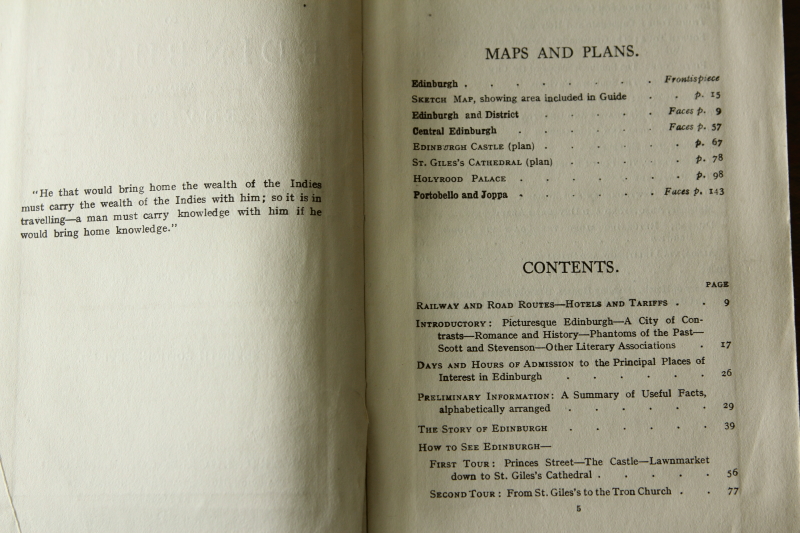 "He that would bring home the wealth of the Indies
must carry the wealth of the Indies with him; so it is in
travelling—a man must carry knowledge with him if he
would bring home knowledge."
MAPS AND PLANS.
Edinburgh . . . . . . . . Frontispiece
SKETCH MAP, showing area included in Guide . . p. 15
Edinburgh and District . . . . . Faces p. 9
Central Edinburgh . . . . . . Faces p. 57
EDINBURGH CASTLE (plan) . . . . . . p. 67
ST. GILES'S CATHEDRAL (plan) . . . . . p. 78
HOLYROOD PALACE . . . . . . . p. 98
Portobello and Joppa . . . . . . Faces p. 143
CONTENTS.
PAGE
RAILWAY AND ROAD ROUTES—HOTELS AND TARIFFS . . 9
INTRODUCTORY: Picturesque Edinburgh—A City of Con-
trasts—Romance and History—Phantoms of the Past—
Scott and Stevenson—Other Literary Associations . 17
DAYS AND HOURS OF ADMISSION to the Principal Places of
Interest in Edinburgh . . . . . . 26
PRELIMINARY INFORMATION: A Summary of Useful Facts,
alphabetically arranged . . . . . . 29
THE STORY OF EDINBURGH . . . . . . 39
HOW TO SEE EDINBURGH—
FIRST TOUR: Princes Street—The Castle—Lawnmarket
down to St. Giles's Cathedral . . . . . 56
SECOND TOUR: From St. Giles's to the Tron Church . . 77
5